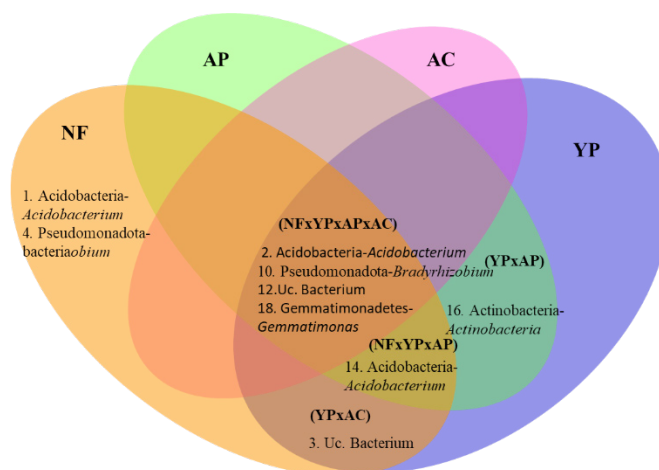 AP
AC
NF
YP
1. Acidobacteria-
Acidobacterium
4. Pseudomonadota-
bacteriaobium
(NFxYPxAPxAC)
2. Acidobacteria-Acidobacterium
10. Pseudomonadota-Bradyrhizobium
12.Uc. Bacterium
18. Gemmatimonadetes-
Gemmatimonas
(YPxAP)
16. Actinobacteria-
Actinobacteria
(NFxYPxAP)
14. Acidobacteria-
Acidobacterium
(YPxAC)
3. Uc. Bacterium